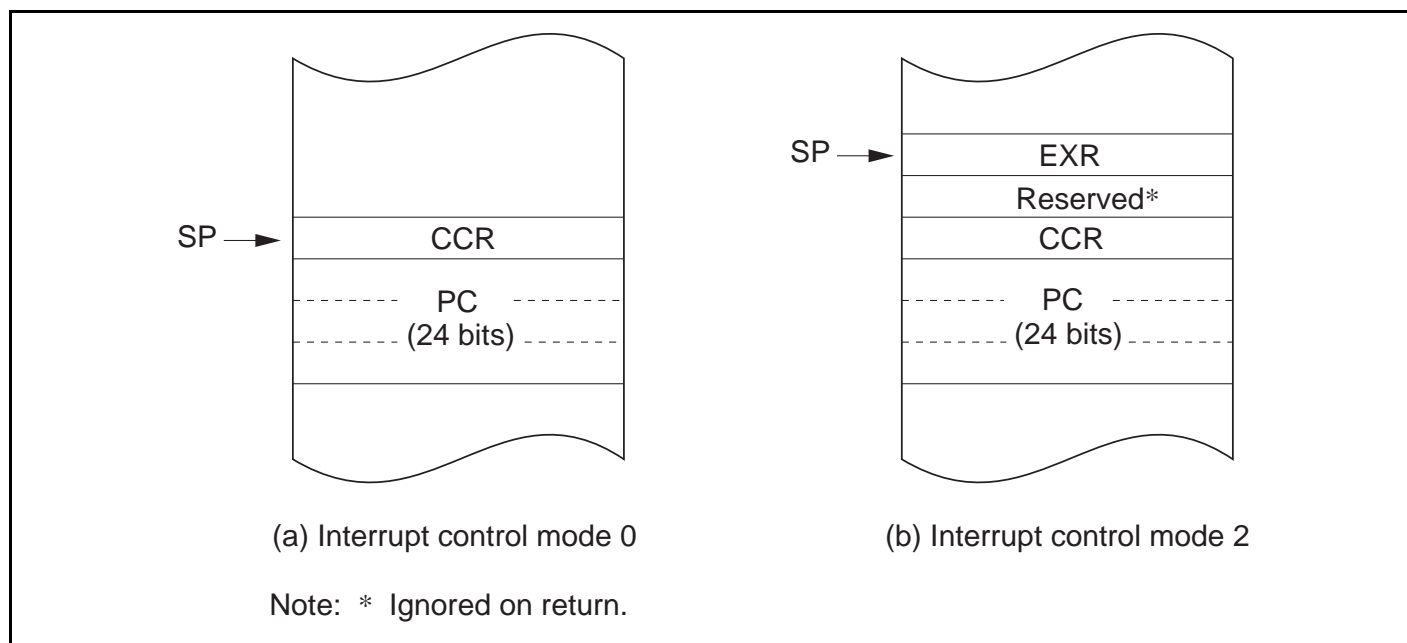 SP
CCR
PC
(24 bits)
(a) Interrupt control mode 0
SP
EXR
Reserved*
CCR
PC
(24 bits)
(b) Interrupt control mode 2
Note: * Ignored on return.